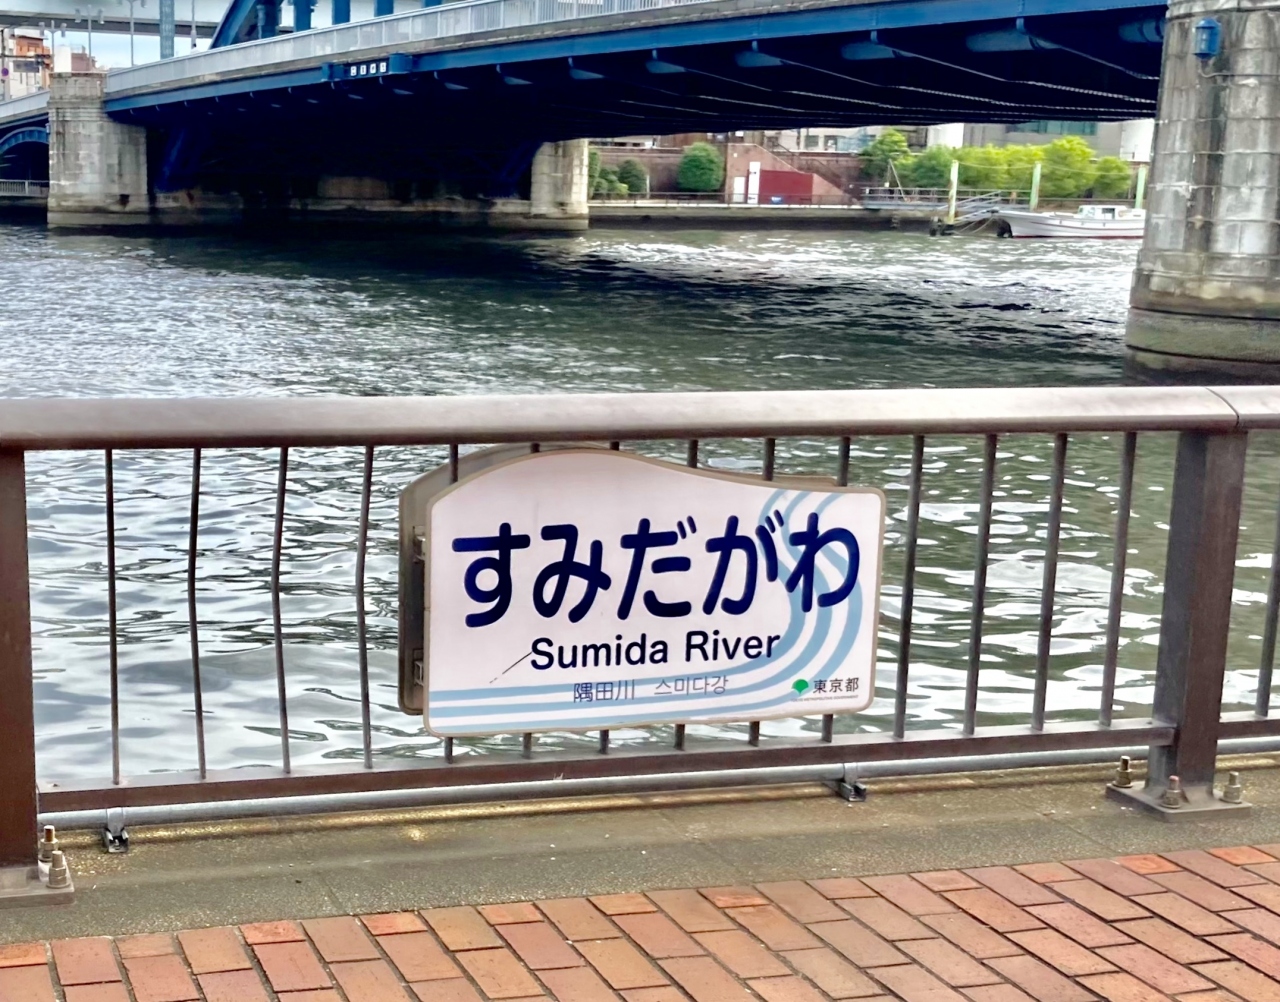 すみだがわ
Sumida River
隅田川 스미다강
東京都